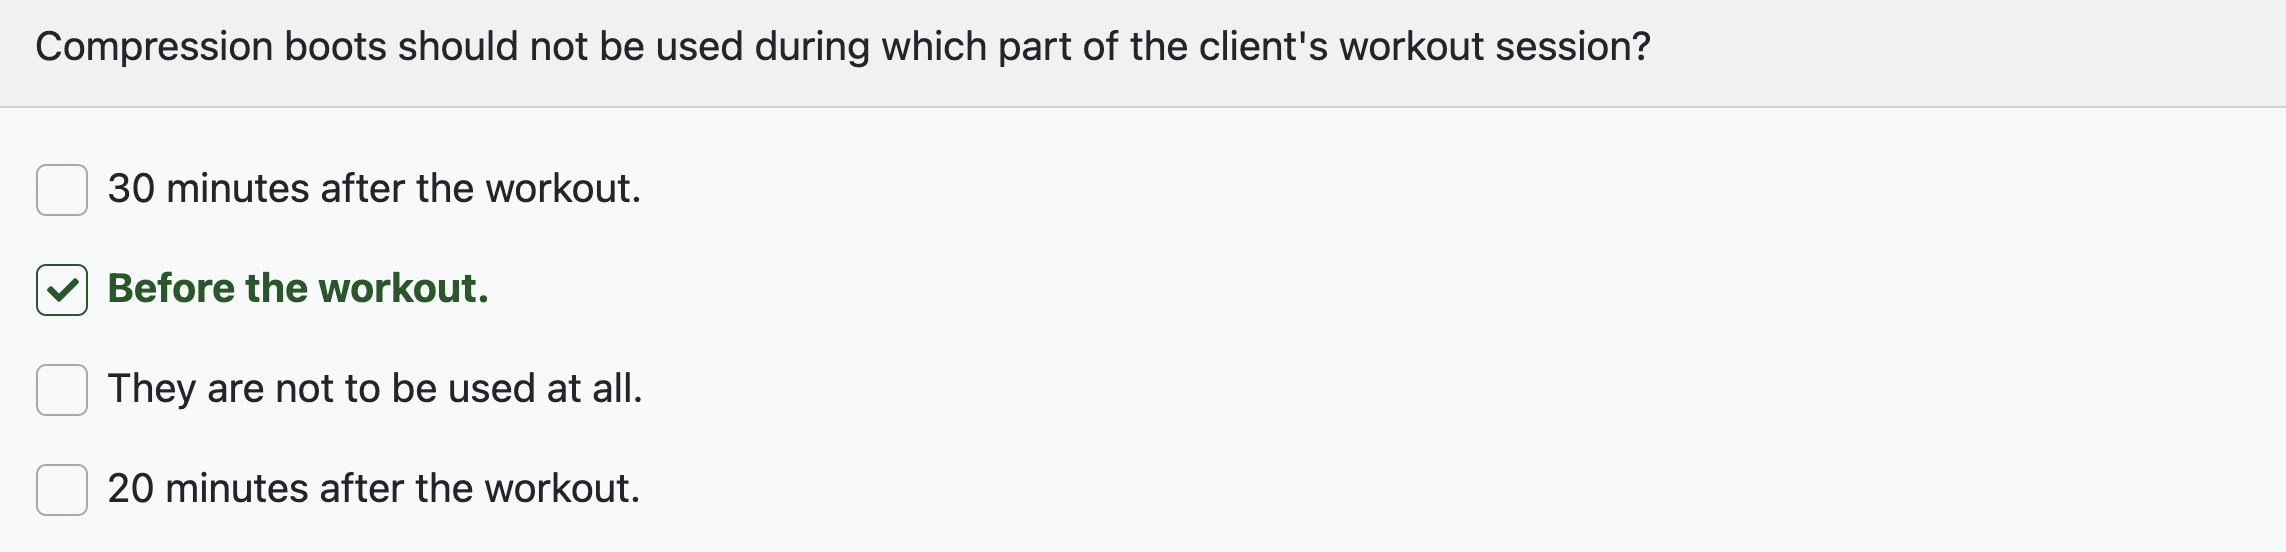 Compression boots should not be used during which part of the client's workout session?
30 minutes after the workout.
Before the workout.
They are not to be used at all.
20 minutes after the workout.